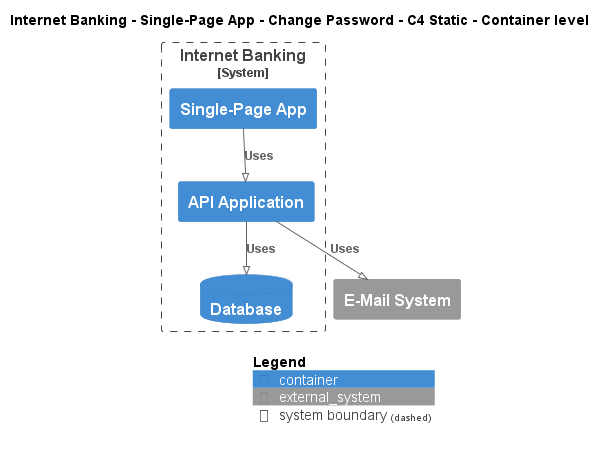 Internet Banking - Single-Page App - Change Password - C4 Static - Container level
Internet Banking
[System]
Single-Page App
Uses
API Application
Uses
Uses
Database
E-Mail System
Legend
container
external_system
system boundary (dashed)